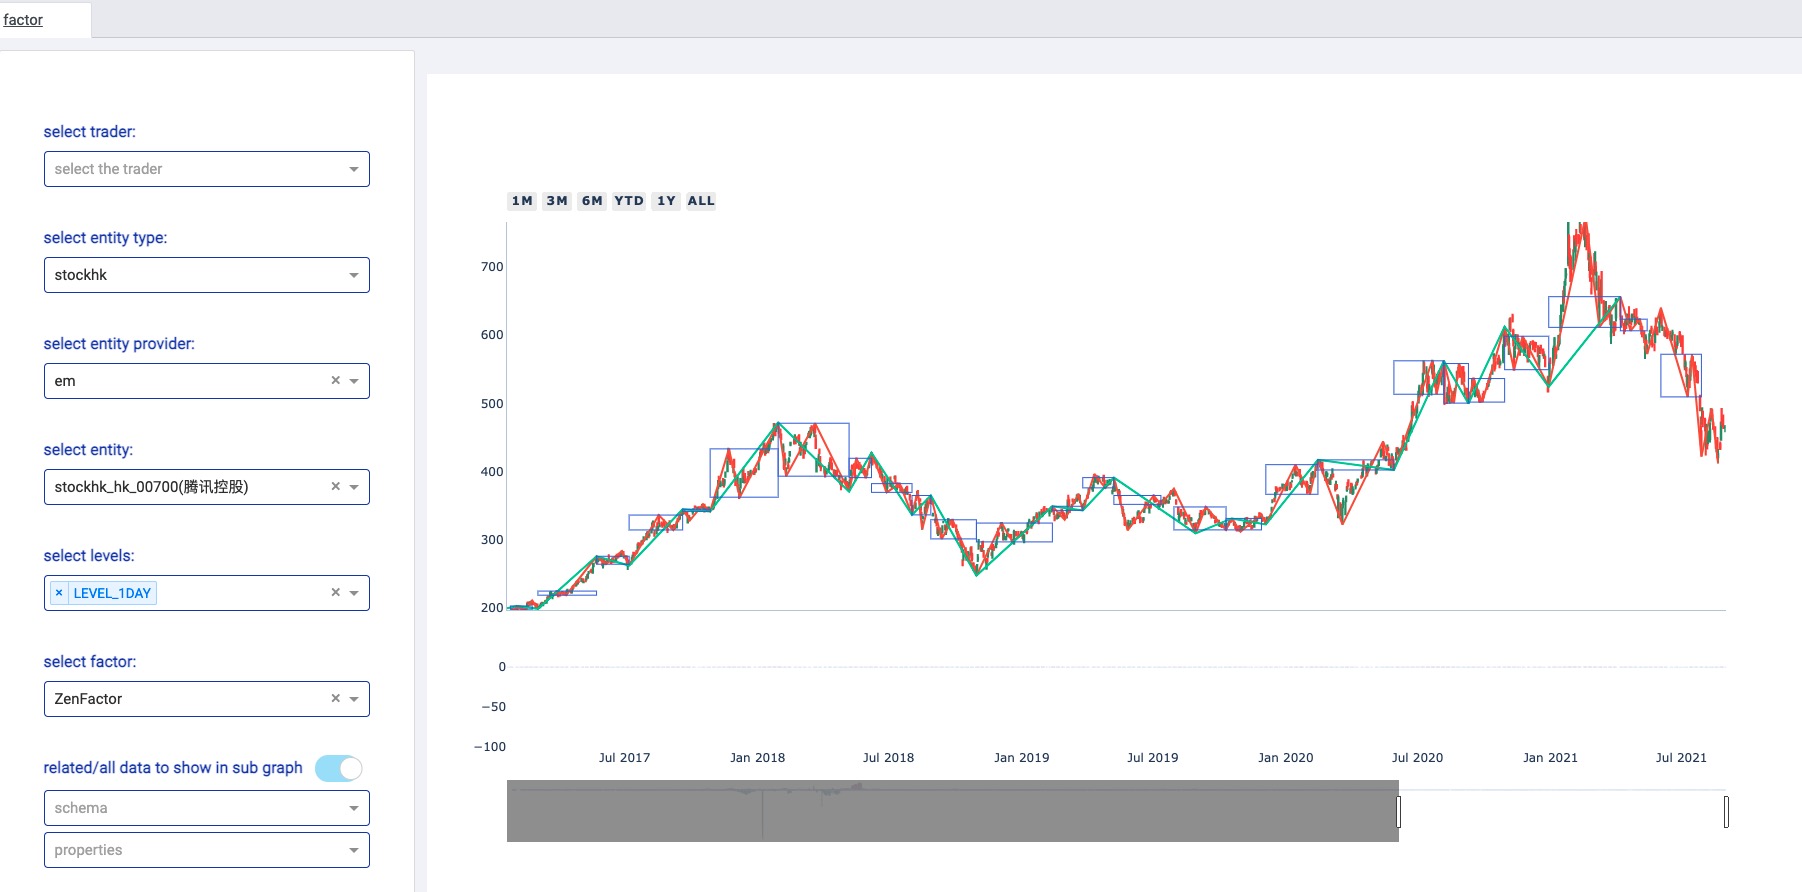 factor
select trader:
select the trader
select entity type:
stockhk
select entity provider:
em × 
select entity:
stockhk_hk_00700(腾讯控股) ×
select levels:
× LEVEL_1DAY ×
select factor:
ZenFactor ×
related/all data to show in sub graph
schema
properties
1M 3M 6M YTD 1Y ALL
700
600
500
400
300
200
0
−50
−100
Jul 2017 Jan 2018 Jul 2018 Jan 2019 Jul 2019 Jan 2020 Jul 2020 Jan 2021 Jul 2021